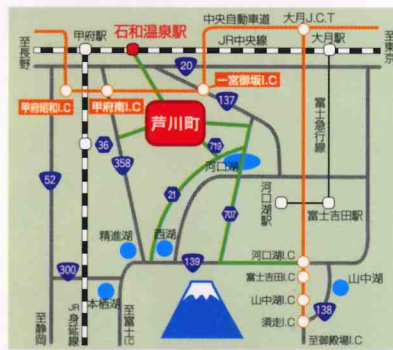 中央自動車道
大月J.C.T
甲府駅
石和温泉駅
JR中央線
大月駅
至長野
至東京
20
一宮御坂I.C
137
甲府昭和I.C
甲府南I.C
芦川町
富士急行線
36
358
719
河口湖
52
21
707
河口湖駅
富士吉田駅
精進湖
西湖
139
河口湖I.C
富士吉田I.C
300
山中湖
本栖湖
山中湖I.C
138
須走I.C
至静岡
JR身延線
至富士宮
至御殿場I.C